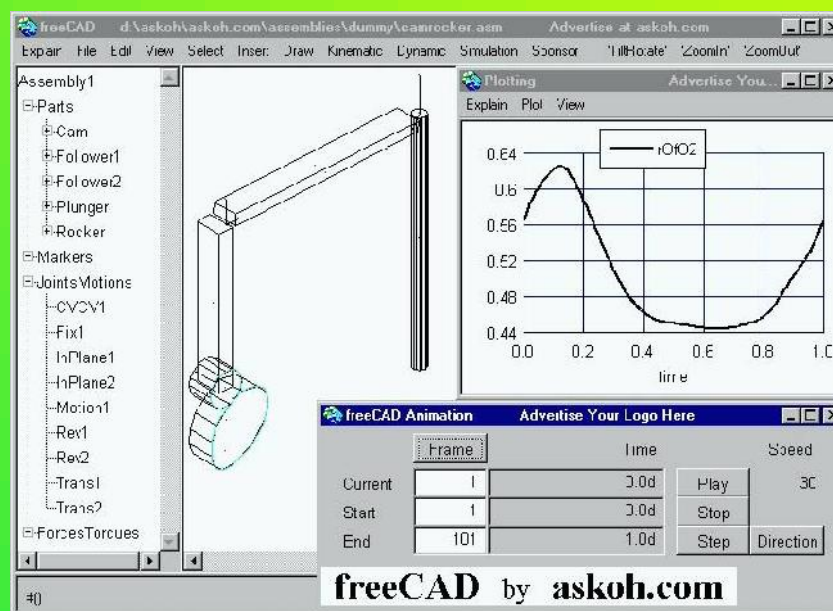 freeCAD d:\askoh\askoh.com\assemblies\dummy\camrocker.asm Advertise at askoh.com
Explain File Edit View Select Insert Draw Kinematic Dynamic Simulation Sponsor 'TiltRotate' 'ZoomIn' 'ZoomOut'
Assembly1
Parts
Cam
Follower1
Follower2
Plunger
Rocker
Markers
JointsMotions
CVCV1
Fix1
InPlane1
InPlane2
Motion1
Rev1
Rev2
Trans1
Trans2
ForcesTorques
#()
Plotting Advertise You...
Explain Plot View
rOfO2
0.64
0.6
0.56
0.52
0.48
0.44
0.0 0.2 0.4 0.6 0.8 1.0
Time
freeCAD Animation Advertise Your Logo Here
Frame Time Speed
Current 1 0.0d Play 30
Start 1 0.0d Stop
End 101 1.0d Step Direction
freeCAD by askoh.com